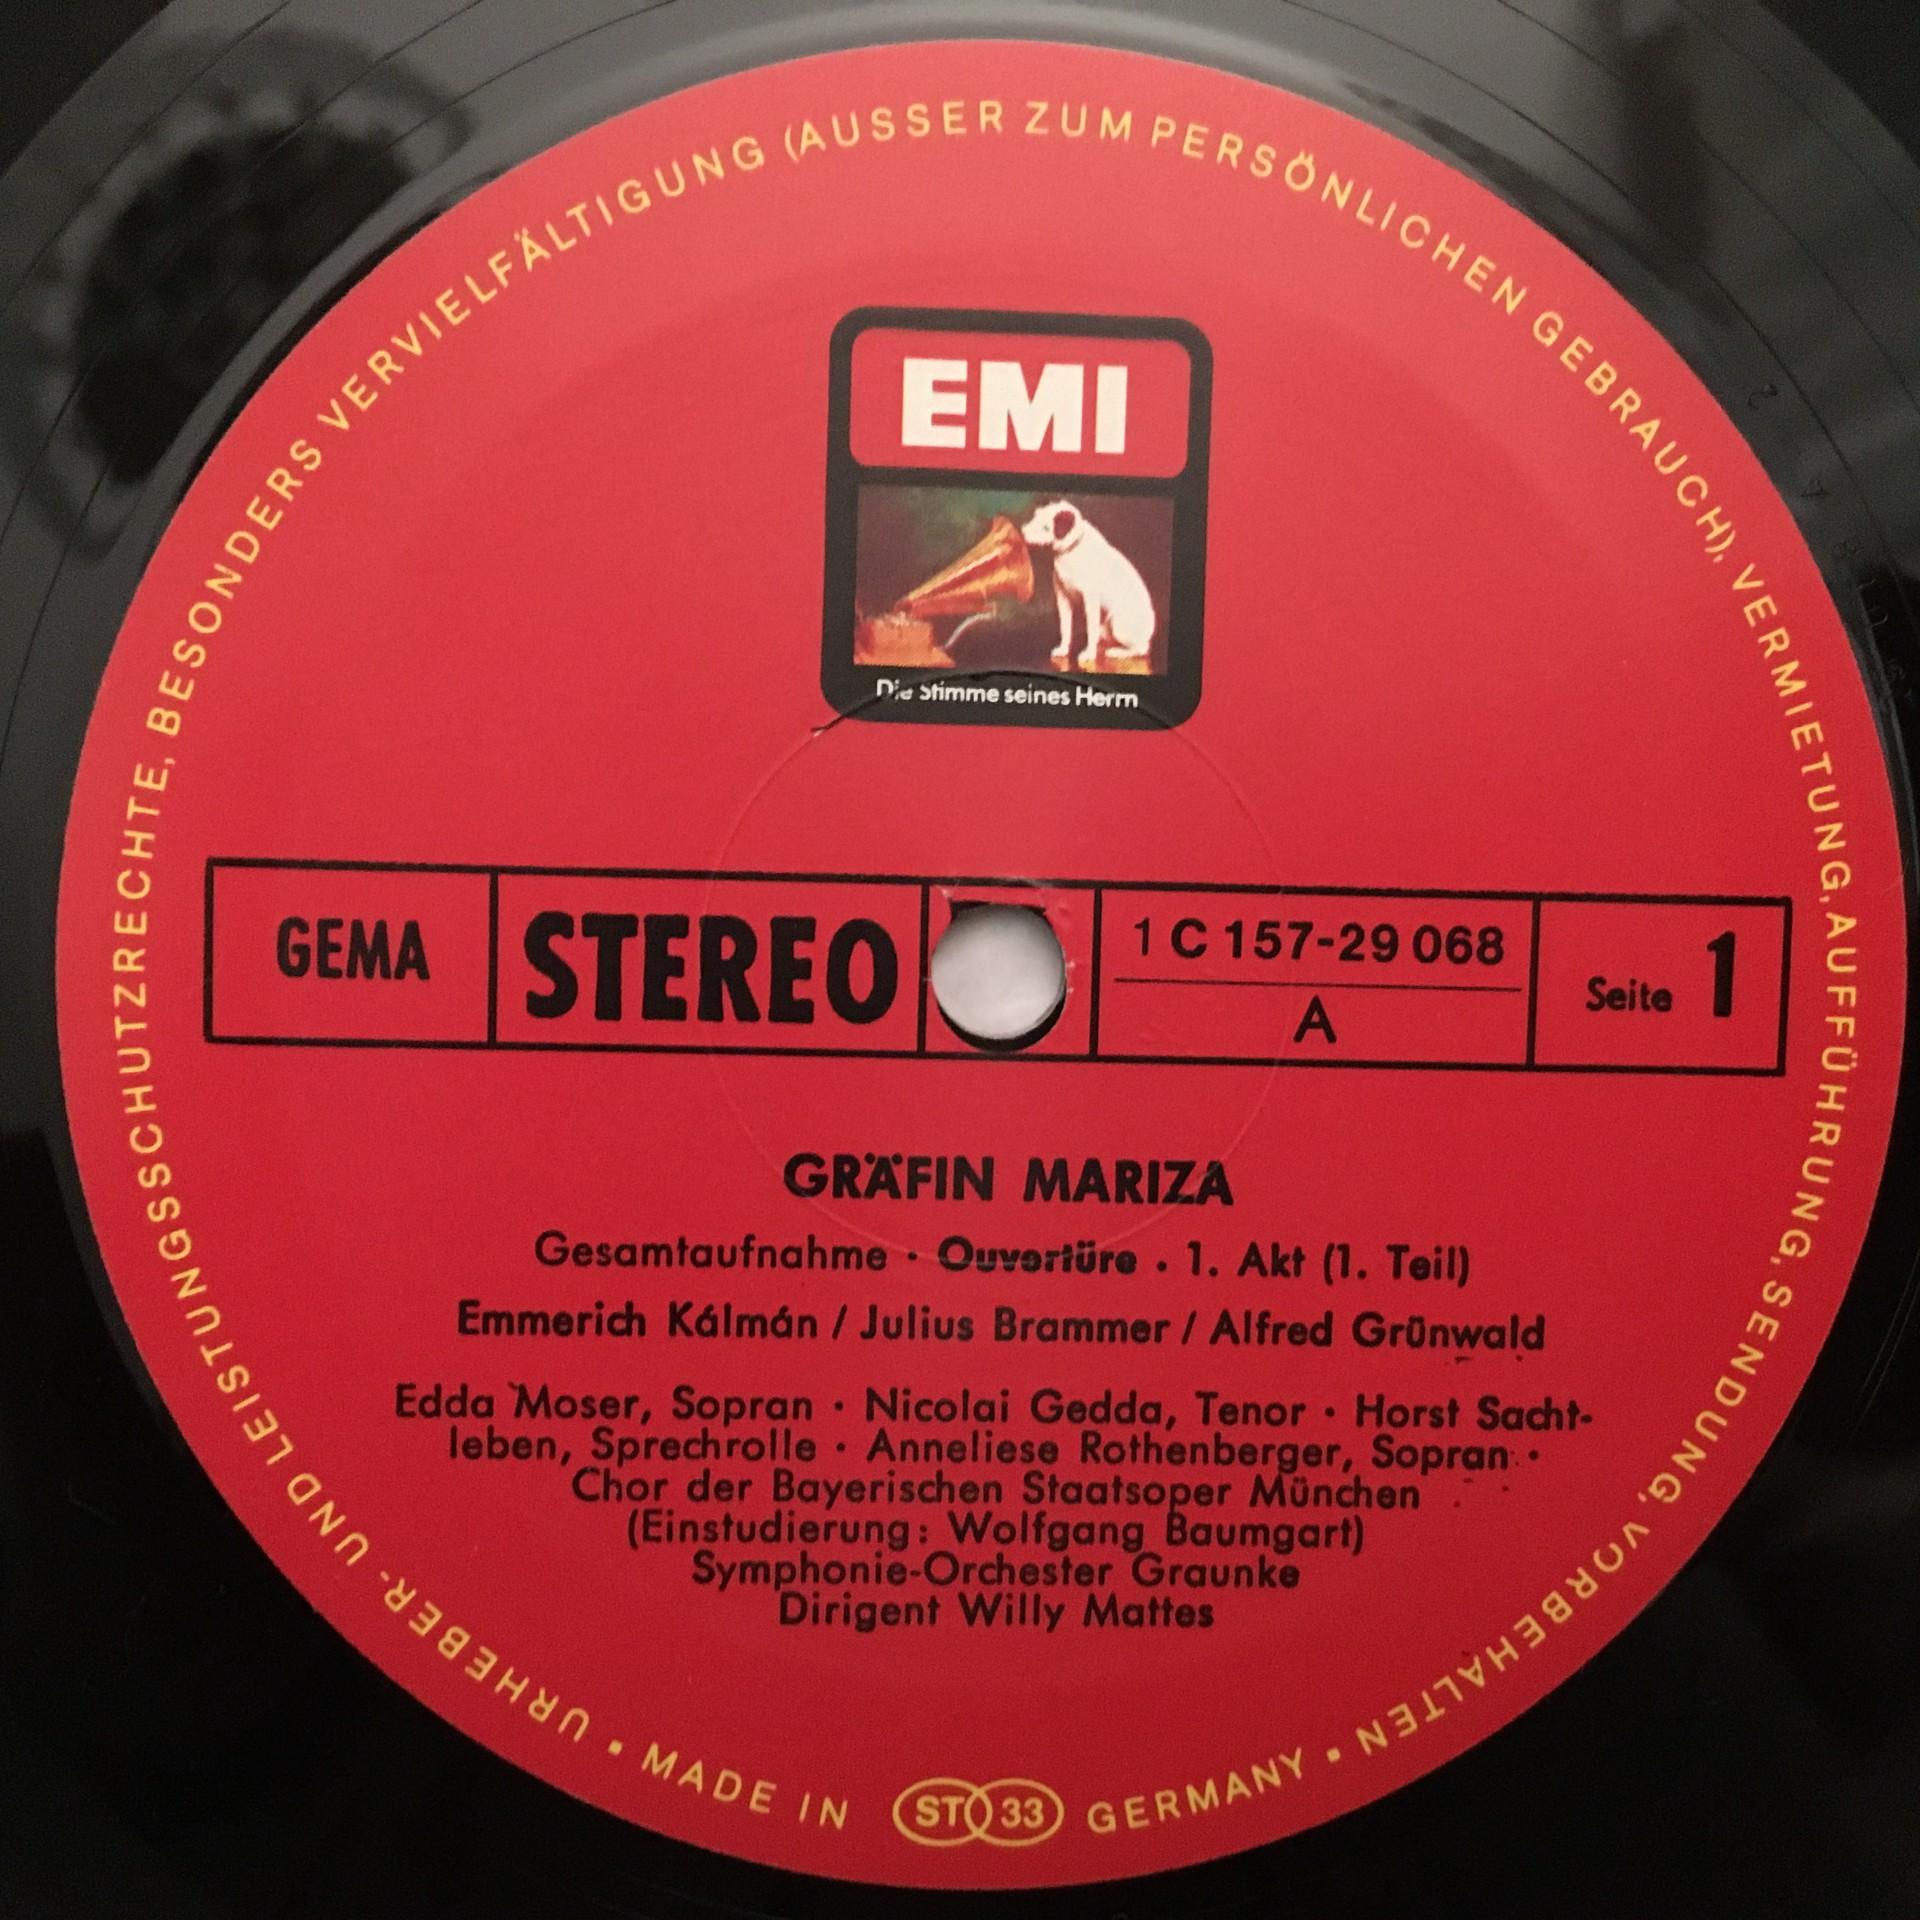 EMI
Die Stimme seines Herrn
GEMA
STEREO
1 C 157-29 068
A
Seite 1
GRÄFIN MARIZA
Gesamtaufnahme · Ouvertüre · 1. Akt (1. Teil)
Emmerich Kálmán / Julius Brammer / Alfred Grünwald
Edda Moser, Sopran · Nicolai Gedda, Tenor · Horst Sacht-
leben, Sprechrolle · Anneliese Rothenberger, Sopran ·
Chor der Bayerischen Staatsoper München
(Einstudierung: Wolfgang Baumgart)
Symphonie-Orchester Graunke
Dirigent Willy Mattes
URHEBER- UND LEISTUNGSSCHUTZRECHTE, BESONDERS VERVIELFÄLTIGUNG (AUSSER ZUM PERSÖNLICHEN GEBRAUCH), VERMIETUNG, AUFFÜHRUNG, SENDUNG, VORBEHALTEN ▪
MADE IN ST 33 GERMANY ▪